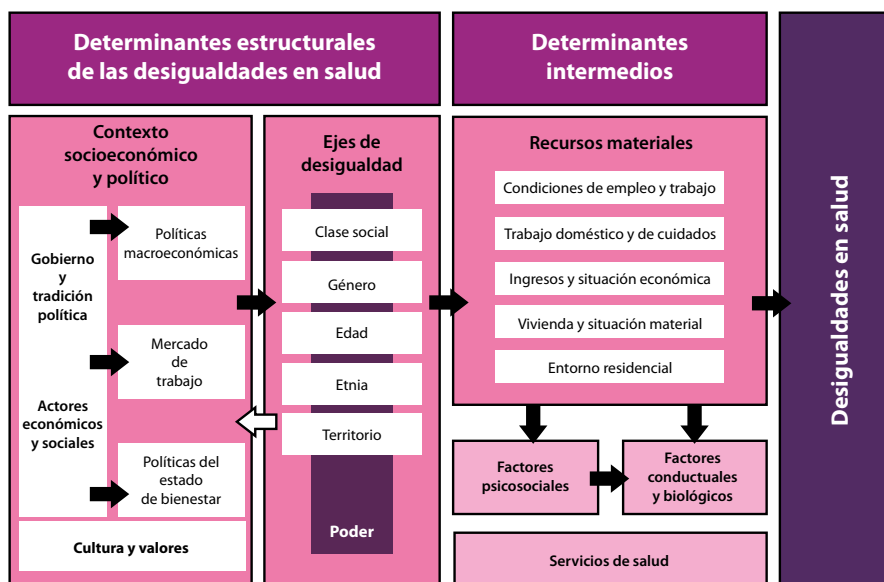 Determinantes estructurales
de las desigualdades en salud
Determinantes
intermedios
Contexto
socioeconómico
y político
Gobierno
y
tradición
política
Actores
económicos
y sociales
Políticas
macroeconómicas
Mercado
de
trabajo
Políticas del
estado
de bienestar
Cultura y valores
Ejes de
desigualdad
Clase social
Género
Edad
Etnia
Territorio
Poder
Recursos materiales
Condiciones de empleo y trabajo
Trabajo doméstico y de cuidados
Ingresos y situación económica
Vivienda y situación material
Entorno residencial
Factores
psicosociales
Factores
conductuales
y biológicos
Servicios de salud
Desigualdades en salud